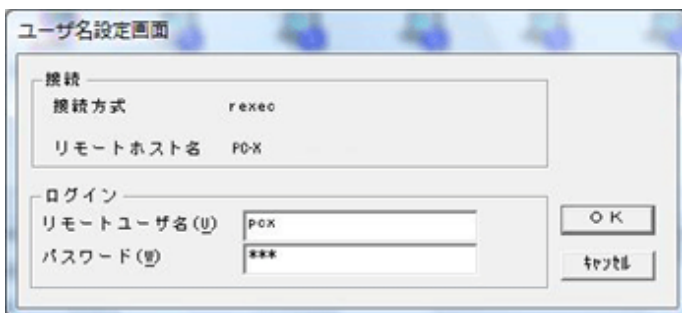 ユーザ名設定画面
接続
接続方式 rexec
リモートホスト名 PC-X
ログイン
リモートユーザ名(U) pcx
パスワード(W) ***
ＯＫ
ｷｬﾝｾﾙ